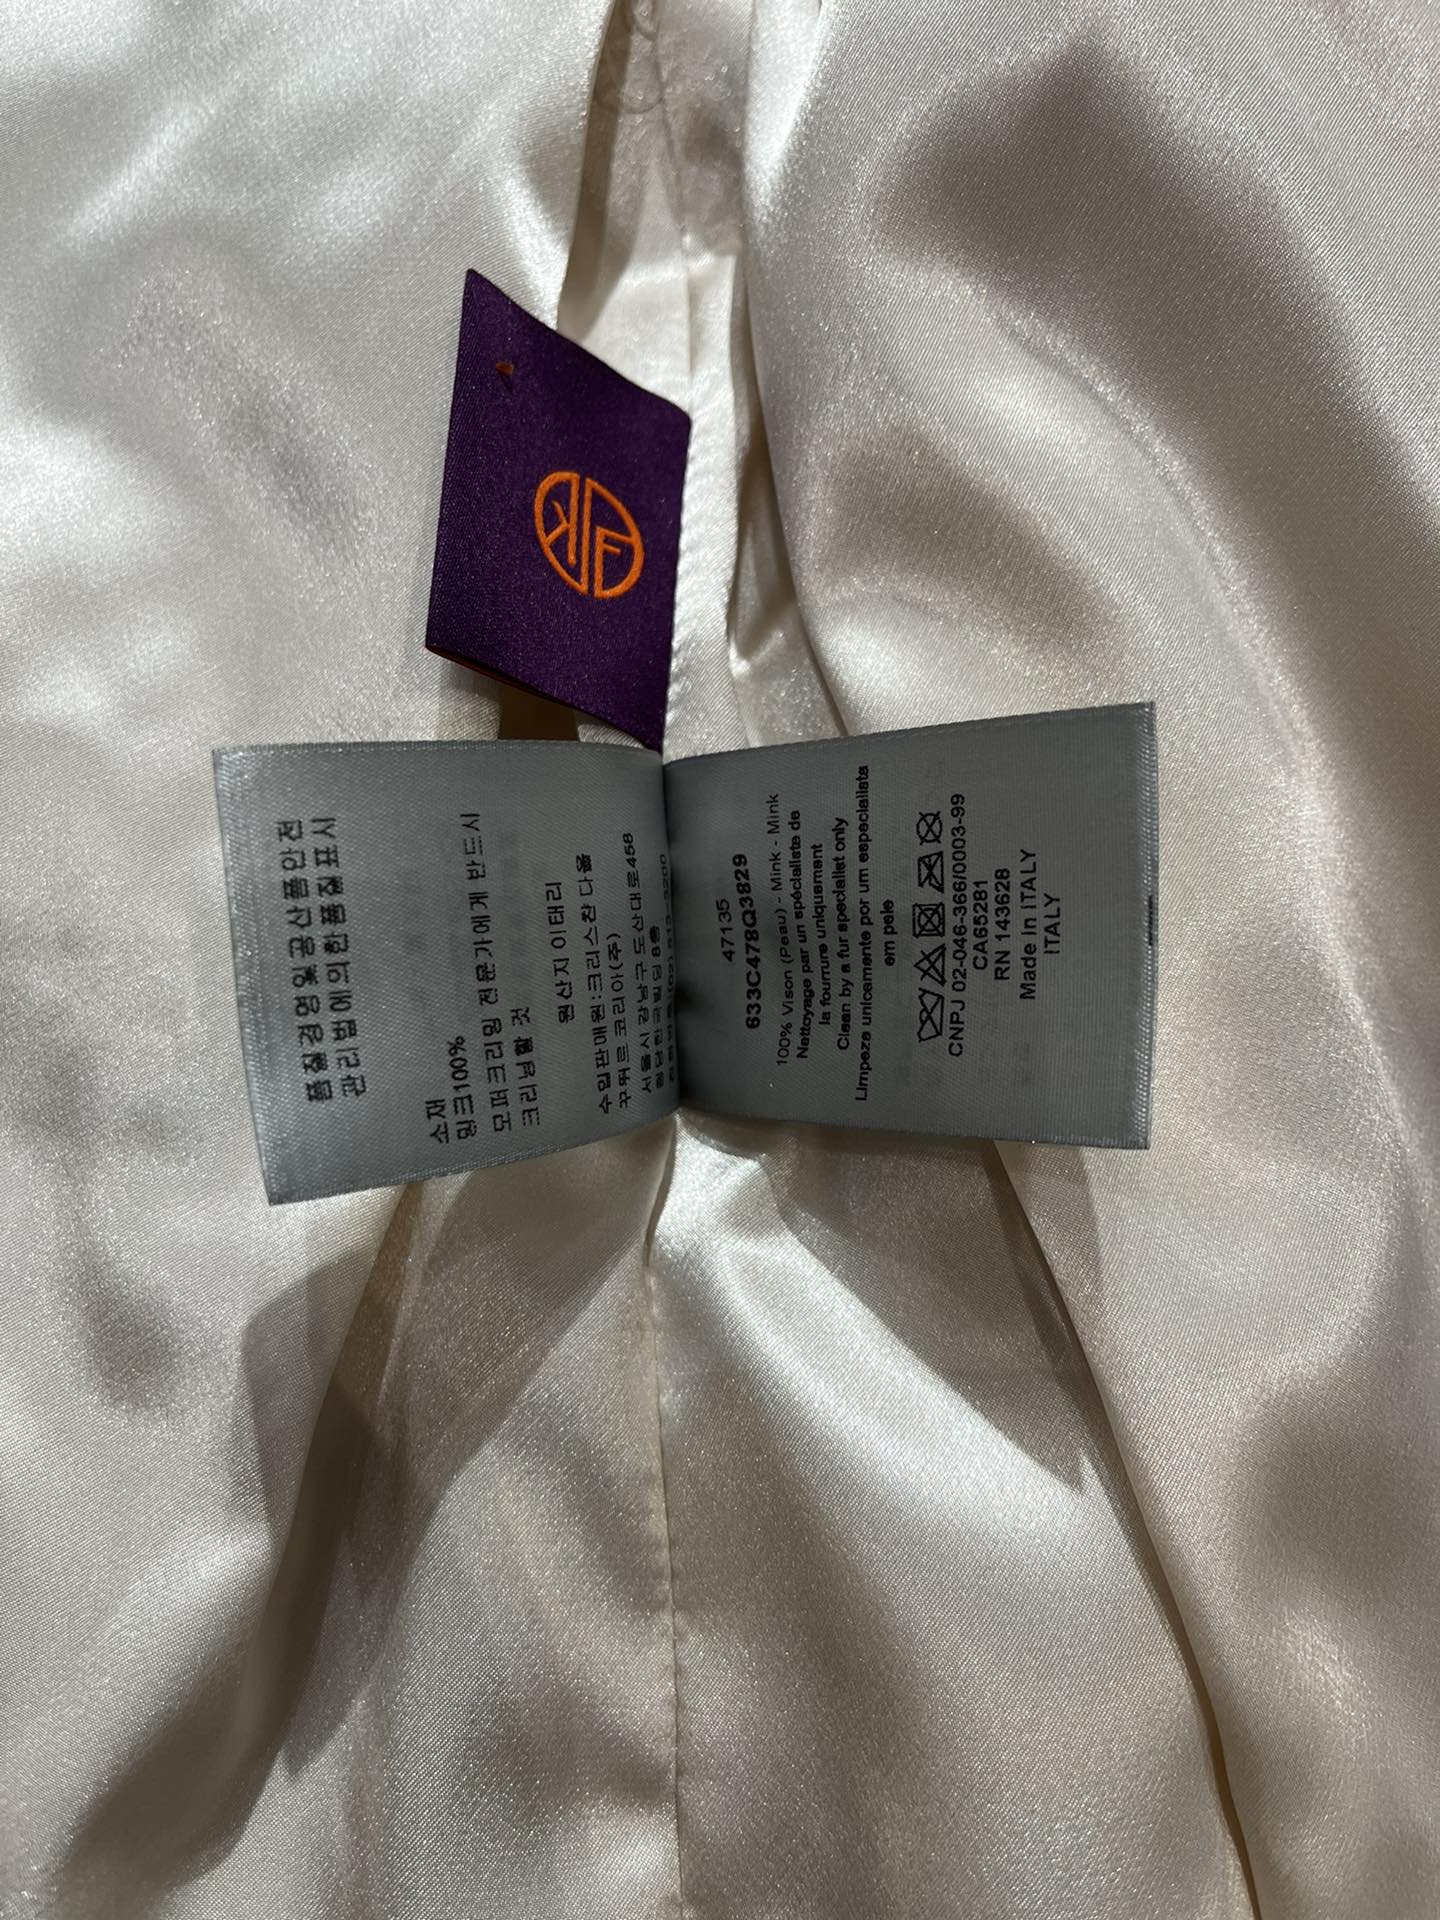 KF
품질경영및공산품안전
관리법에의한품질표시
소재
밍크100%
모피크리닝 전문가에게 반드시
크리닝할 것
원산지 이태리
수입판매원:크리스챤 디올
꾸뛰르 코리아(주)
서울시 강남구 도산대로458
8층
47135
633C478Q3829
100% Vison (Peau) - Mink - Mink
Nettoyage par un spécialiste de
la fourrure uniquement
Clean by a fur specialist only
Limpeza unicamente por um especialista
em pele
CNPJ 02-046-366/0003-99
CA65281
RN 143628
Made in ITALY
ITALY